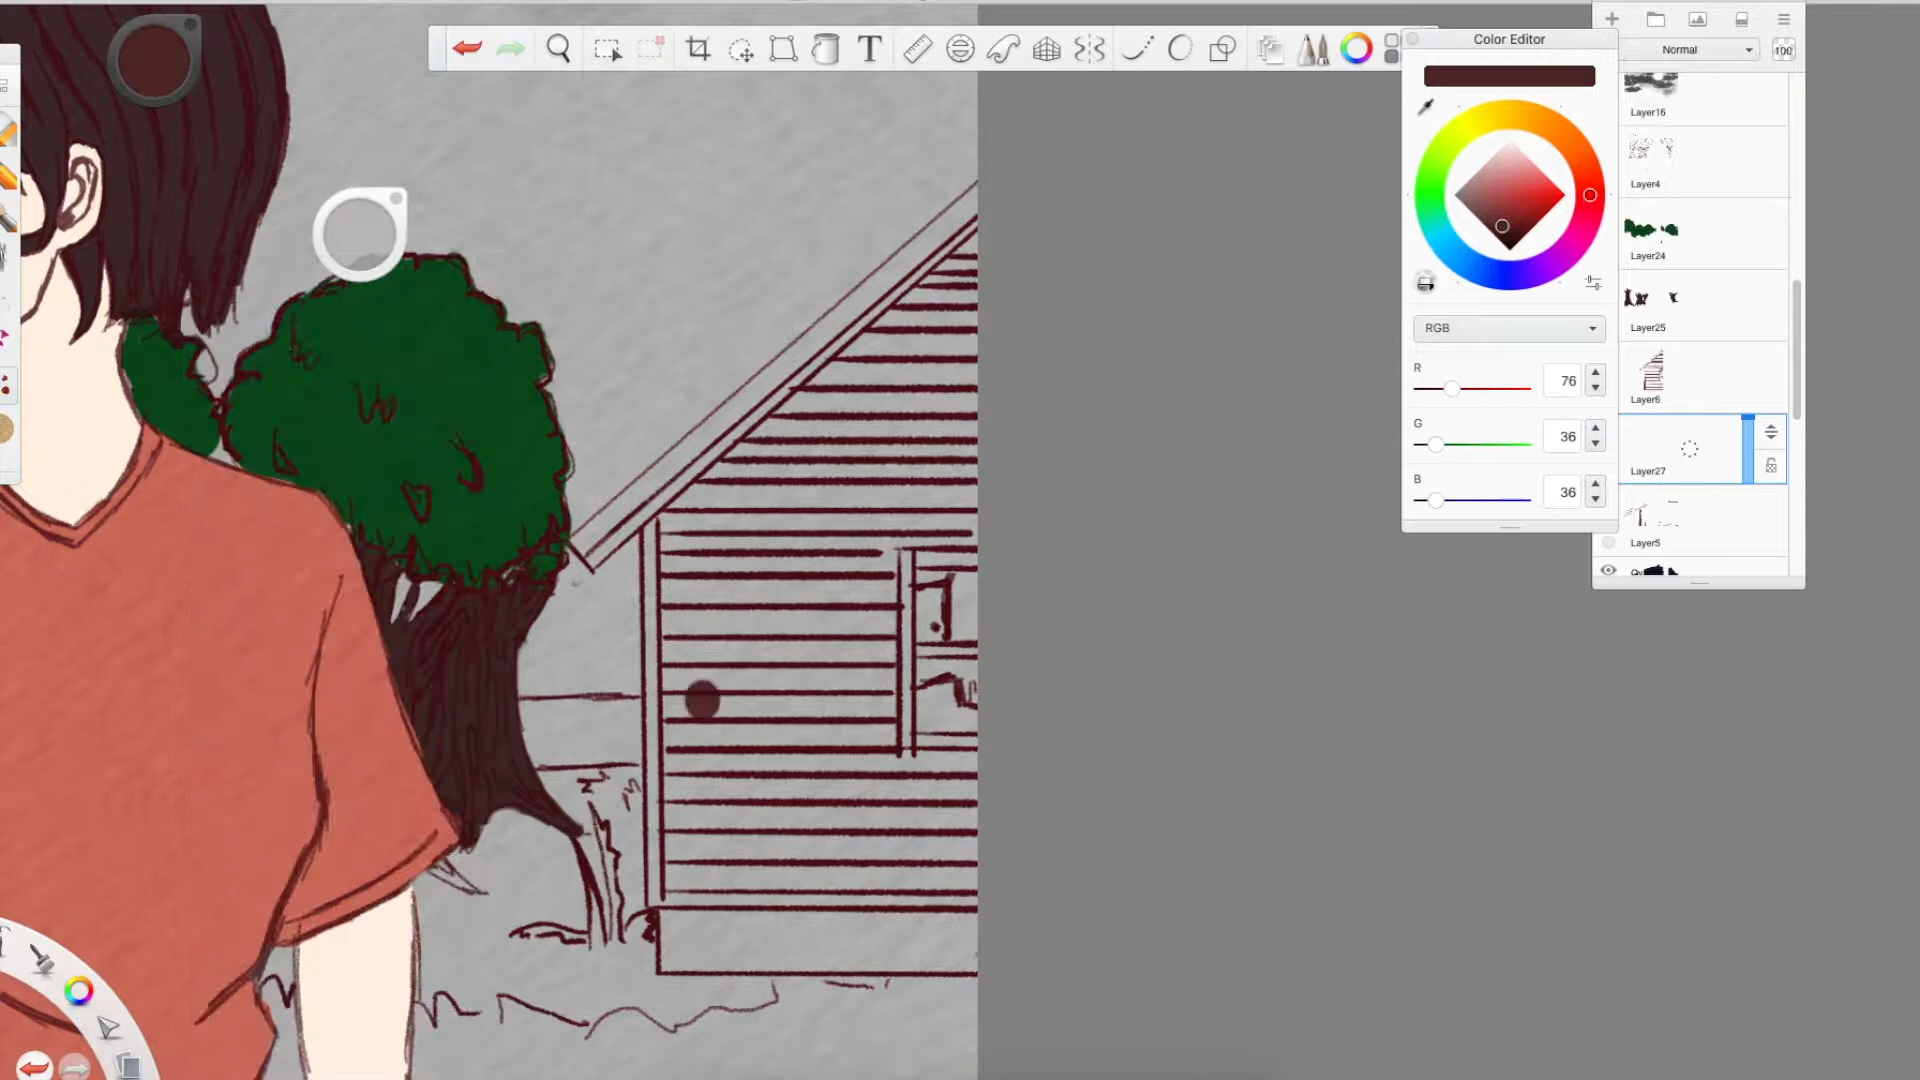 Color Editor
Normal
100
Layer16
Layer4
Layer24
Layer25
Layer6
Layer27
Layer5
RGB
R
76
G
36
B
36
T